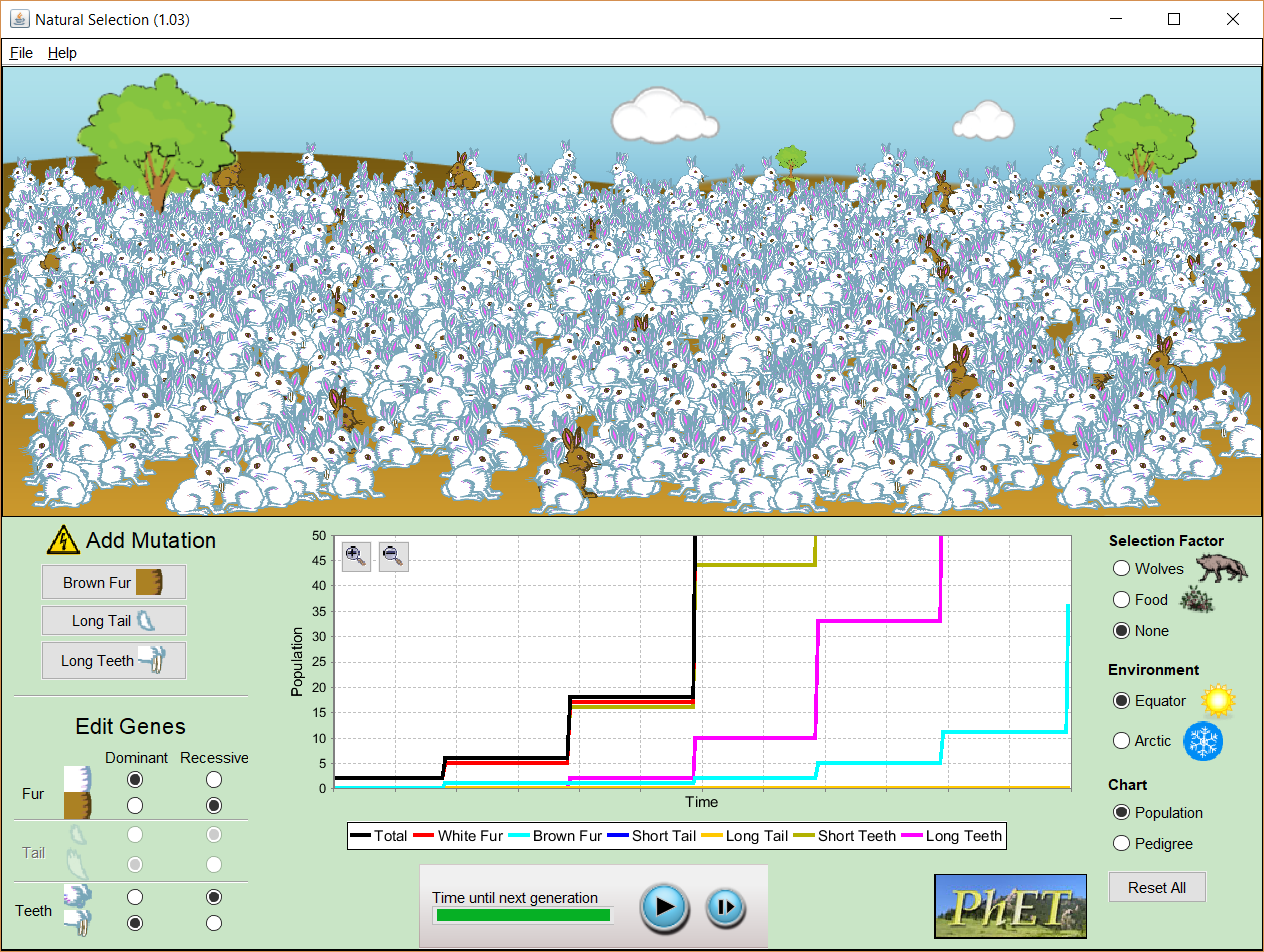 Natural Selection (1.03)
File Help
Add Mutation
Brown Fur
Long Tail
Long Teeth
Edit Genes
Dominant Recessive
Fur
Tail
Teeth
50
45
40
35
30
25
20
15
10
5
0
Population
Time
Total White Fur Brown Fur Short Tail Long Tail Short Teeth Long Teeth
Time until next generation
PhET
Selection Factor
Wolves
Food
None
Environment
Equator
Arctic
Chart
Population
Pedigree
Reset All